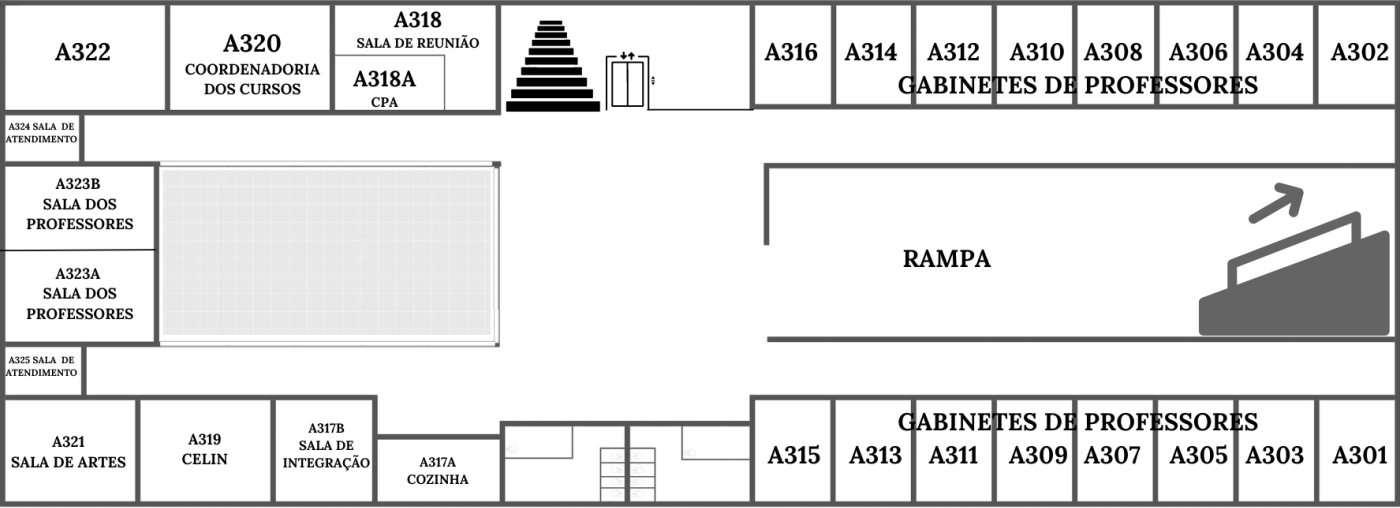 A322
A320
COORDENADORIA
DOS CURSOS
A318
SALA DE REUNIÃO
A318A
CPA
A316 A314 A312 A310 A308 A306 A304 A302
GABINETES DE PROFESSORES
A324 SALA DE
ATENDIMENTO
A323B
SALA DOS
PROFESSORES
A323A
SALA DOS
PROFESSORES
RAMPA
A325 SALA DE
ATENDIMENTO
A321
SALA DE ARTES
A319
CELIN
A317B
SALA DE
INTEGRAÇÃO
A317A
COZINHA
GABINETES DE PROFESSORES
A315 A313 A311 A309 A307 A305 A303 A301